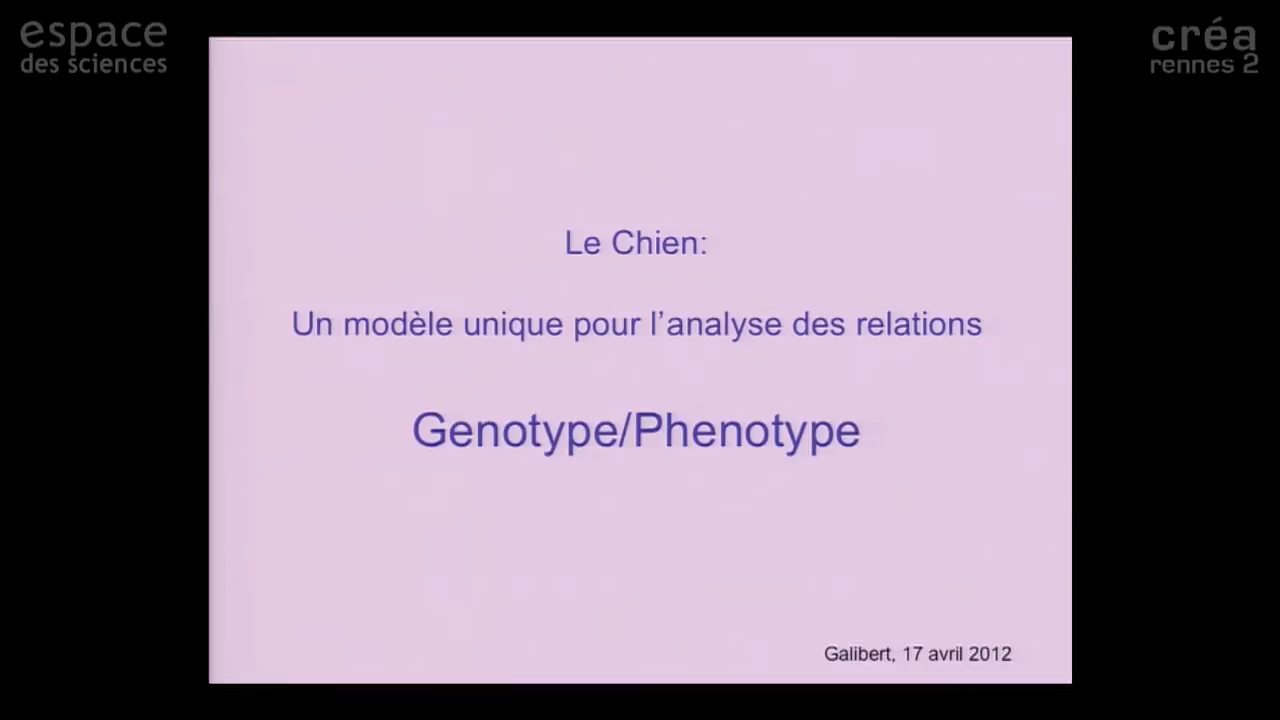 espace
des sciences
créa
rennes 2
Le Chien:
Un modèle unique pour l’analyse des relations
Genotype/Phenotype
Galibert, 17 avril 2012